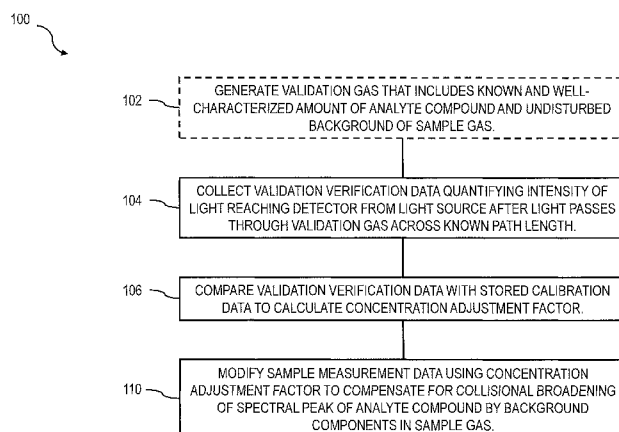 100
102
GENERATE VALIDATION GAS THAT INCLUDES KNOWN AND WELL-
CHARACTERIZED AMOUNT OF ANALYTE COMPOUND AND UNDISTURBED
BACKGROUND OF SAMPLE GAS.
104
COLLECT VALIDATION VERIFICATION DATA QUANTIFYING INTENSITY OF
LIGHT REACHING DETECTOR FROM LIGHT SOURCE AFTER LIGHT PASSES
THROUGH VALIDATION GAS ACROSS KNOWN PATH LENGTH.
106
COMPARE VALIDATION VERIFICATION DATA WITH STORED CALIBRATION
DATA TO CALCULATE CONCENTRATION ADJUSTMENT FACTOR.
110
MODIFY SAMPLE MEASUREMENT DATA USING CONCENTRATION
ADJUSTMENT FACTOR TO COMPENSATE FOR COLLISIONAL BROADENING
OF SPECTRAL PEAK OF ANALYTE COMPOUND BY BACKGROUND
COMPONENTS IN SAMPLE GAS.